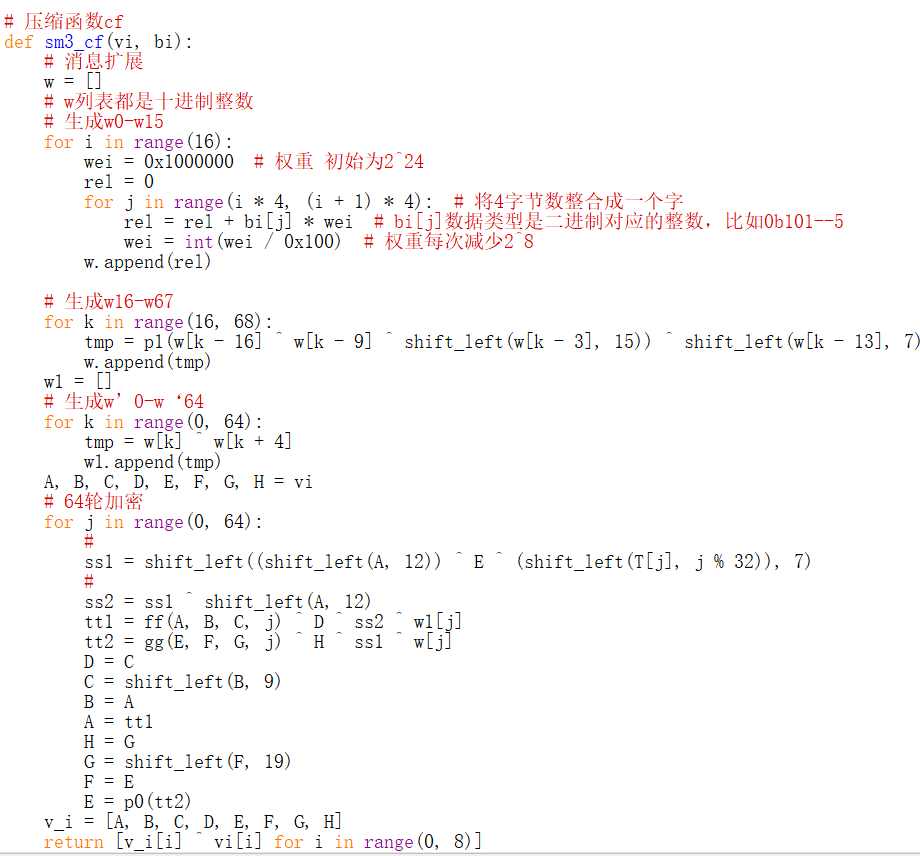 # 压缩函数cf
def sm3_cf(vi, bi):
    # 消息扩展
    w = []
    # w列表都是十进制整数
    # 生成w0-w15
    for i in range(16):
        wei = 0x1000000  # 权重 初始为2^24
        rel = 0
        for j in range(i * 4, (i + 1) * 4):  # 将4字节数整合成一个字
            rel = rel + bi[j] * wei  # bi[j]数据类型是二进制对应的整数，比如0b101--5
            wei = int(wei / 0x100)  # 权重每次减少2^8
        w.append(rel)

    # 生成w16-w67
    for k in range(16, 68):
        tmp = p1(w[k - 16] ^ w[k - 9] ^ shift_left(w[k - 3], 15)) ^ shift_left(w[k - 13], 7)
        w.append(tmp)
    w1 = []
    # 生成w’0-w‘64
    for k in range(0, 64):
        tmp = w[k] ^ w[k + 4]
        w1.append(tmp)
    A, B, C, D, E, F, G, H = vi
    # 64轮加密
    for j in range(0, 64):
        #
        ss1 = shift_left((shift_left(A, 12)) ^ E ^ (shift_left(T[j], j % 32)), 7)
        #
        ss2 = ss1 ^ shift_left(A, 12)
        tt1 = ff(A, B, C, j) ^ D ^ ss2 ^ w1[j]
        tt2 = gg(E, F, G, j) ^ H ^ ss1 ^ w[j]
        D = C
        C = shift_left(B, 9)
        B = A
        A = tt1
        H = G
        G = shift_left(F, 19)
        F = E
        E = p0(tt2)
    v_i = [A, B, C, D, E, F, G, H]
    return [v_i[i] ^ vi[i] for i in range(0, 8)]